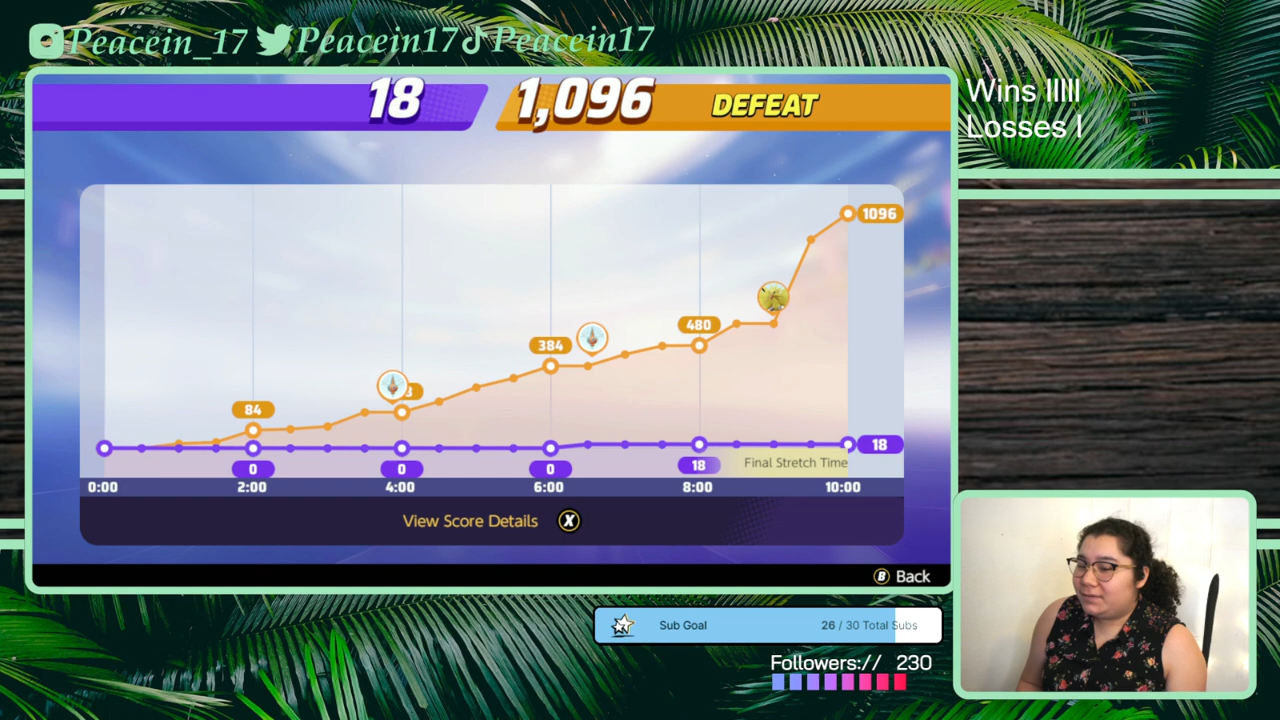 Peacein_17 Peacein17 Peacein17
18 1,096 DEFEAT
Wins IIIII
Losses I
1096
480
384
3
84
18
Final Stretch Time
0 0 0 18
0:00 2:00 4:00 6:00 8:00 10:00
View Score Details X
B Back
Sub Goal 26 / 30 Total Subs
Followers:// 230